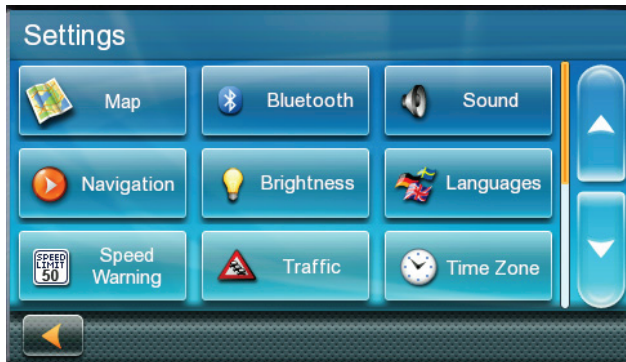 Settings
Map
Bluetooth
Sound
Navigation
Brightness
Languages
SPEED
LIMIT
50
Speed
Warning
Traffic
Time Zone